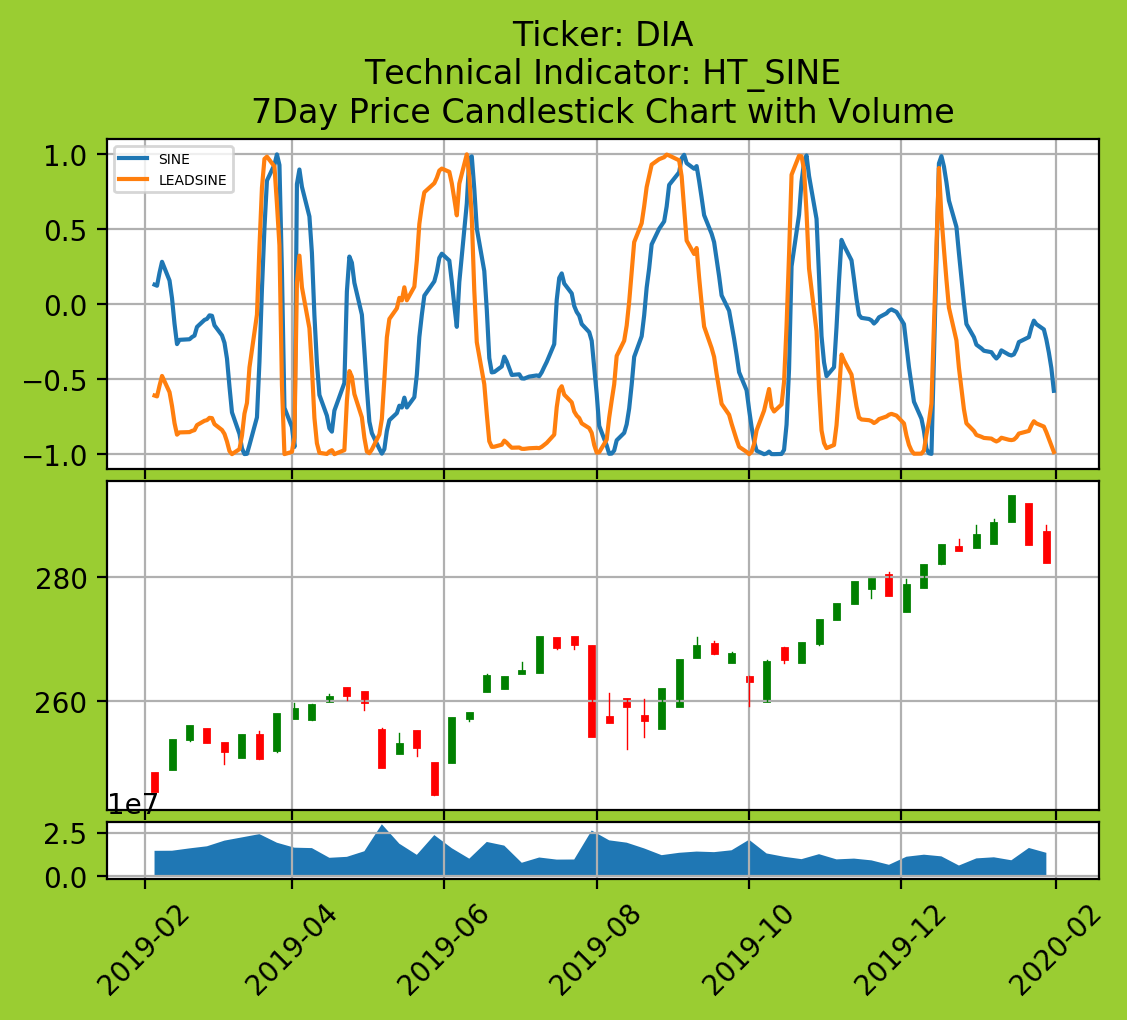 Ticker: DIA
Technical Indicator: HT_SINE
7Day Price Candlestick Chart with Volume
1.0
0.5
0.0
−0.5
−1.0
SINE
LEADSINE
280
260
1e7
2.5
0.0
2019-02
2019-04
2019-06
2019-08
2019-10
2019-12
2020-02